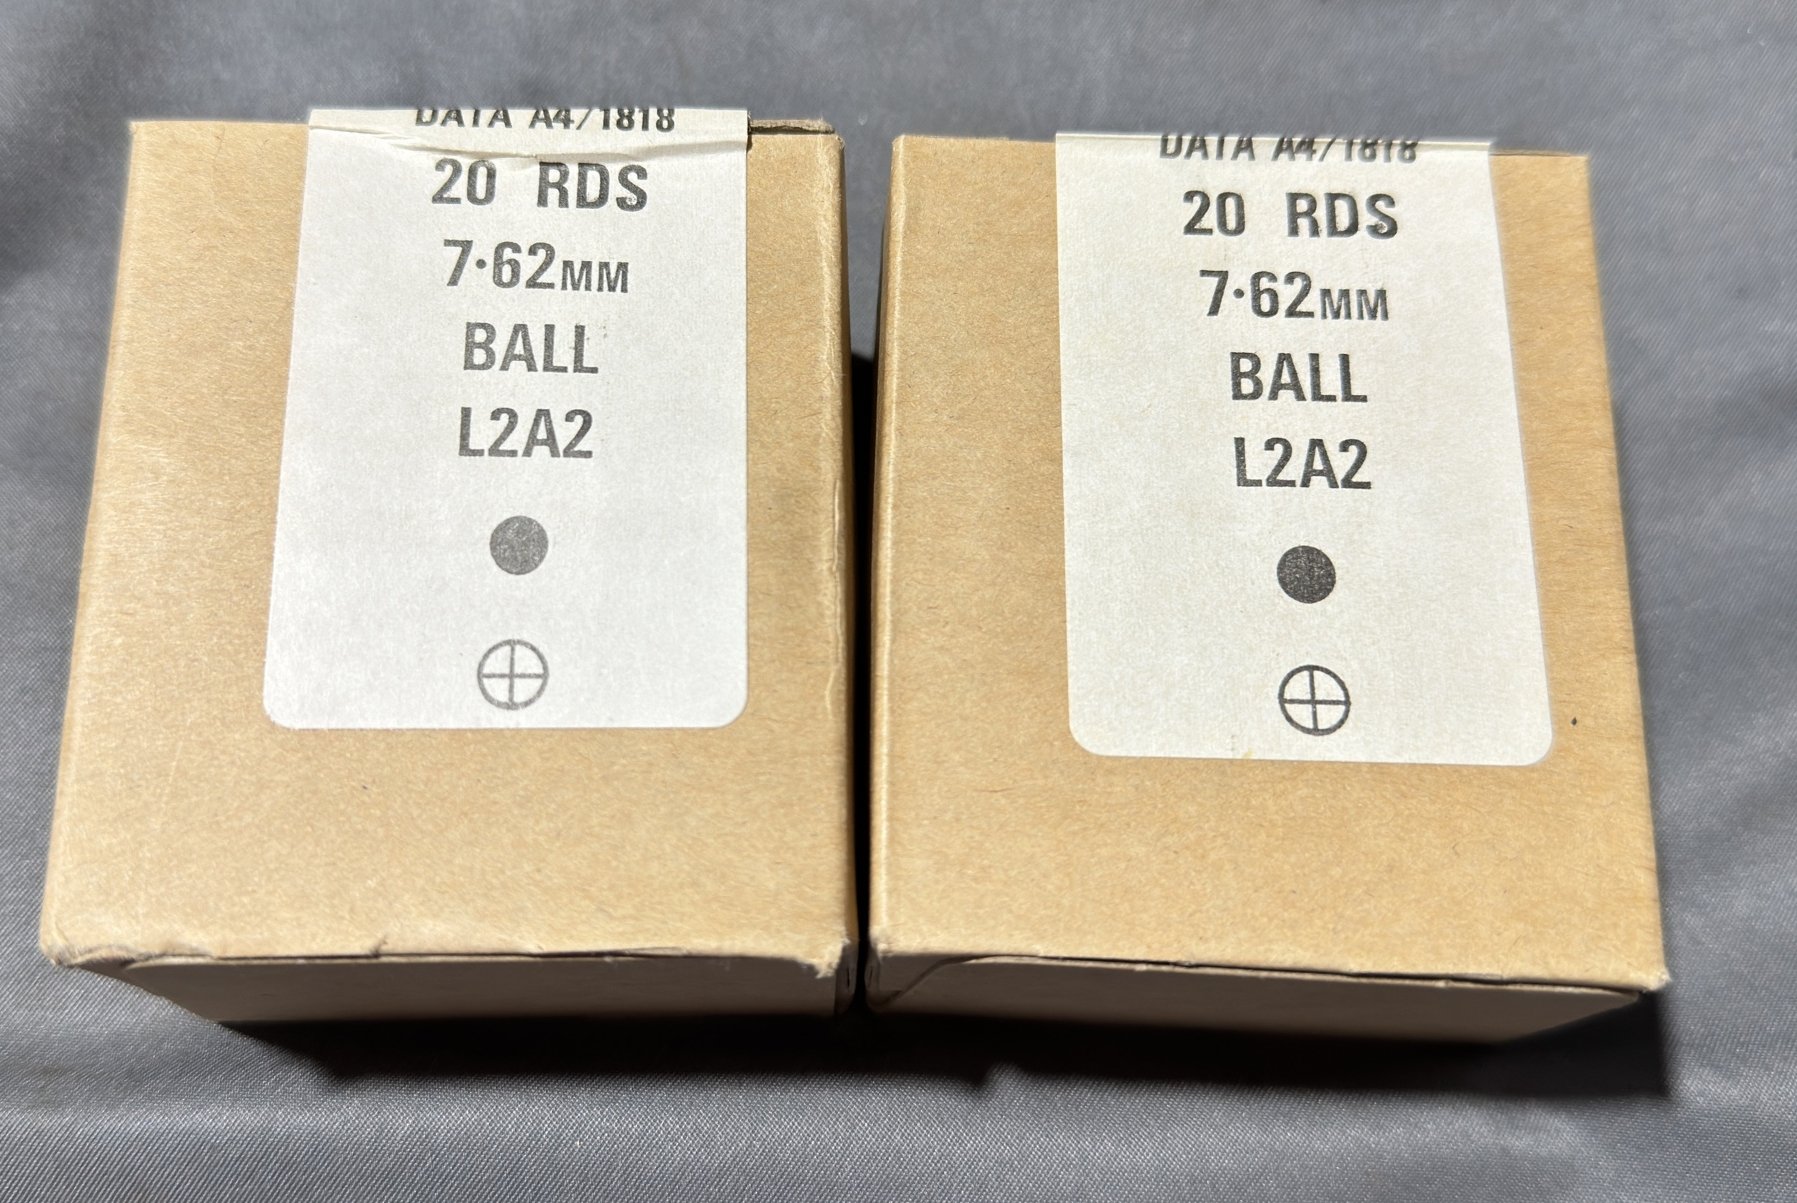 DATA A4/1818
20 RDS
7·62MM
BALL
L2A2
DATA A4/1818
20 RDS
7·62MM
BALL
L2A2